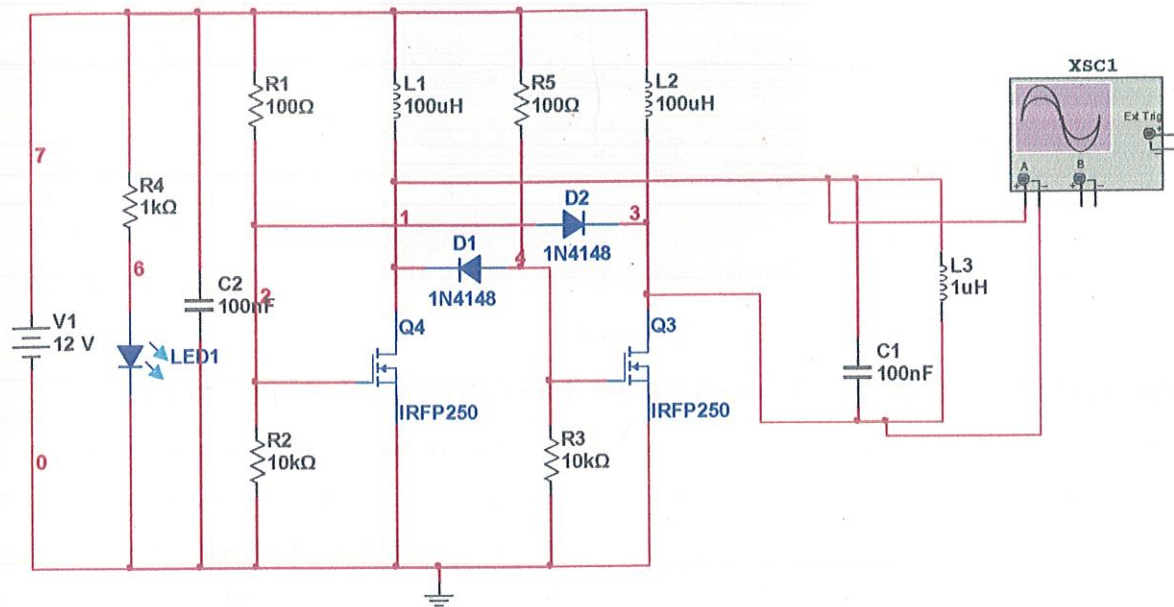 XSC1
Ext Trig
+
−
A
B
+ −
+ −
R1
100Ω
L1
100uH
R5
100Ω
L2
100uH
7
R4
1kΩ
6
D2
1
3
1N4148
D1
4
1N4148
C2
100nF
2
L3
1uH
V1
12 V
LED1
Q4
IRFP250
Q3
IRFP250
C1
100nF
R2
10kΩ
R3
10kΩ
0